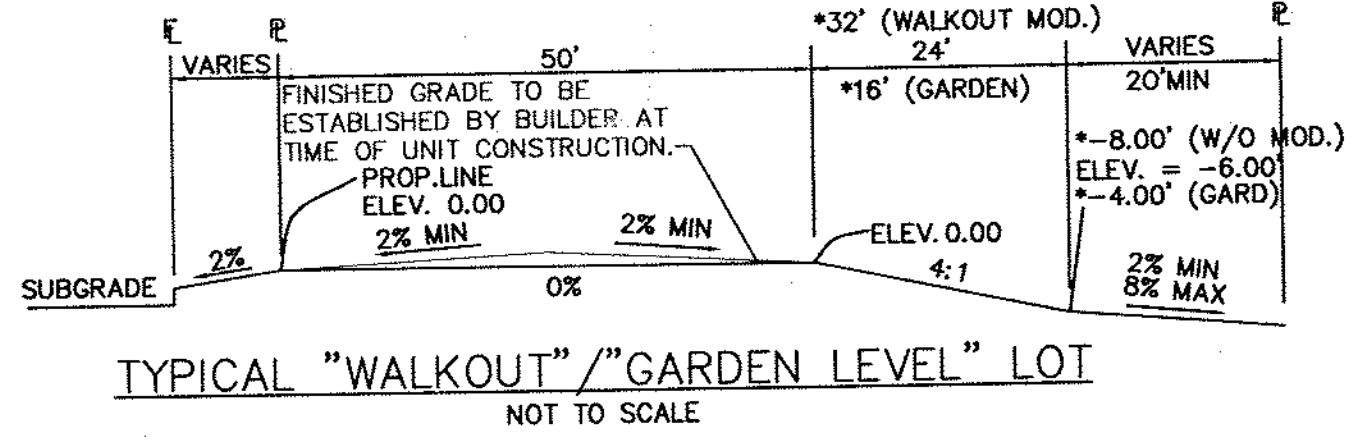 *32' (WALKOUT MOD.)
VARIES
50'
24'
VARIES
FINISHED GRADE TO BE
ESTABLISHED BY BUILDER AT
TIME OF UNIT CONSTRUCTION.
*16' (GARDEN)
20'MIN
PROP.LINE
ELEV. 0.00
*-8.00' (W/O MOD.)
ELEV. = -6.00'
*-4.00' (GARD)
2%
2% MIN
2% MIN
ELEV. 0.00
4:1
2% MIN
8% MAX
SUBGRADE
0%
TYPICAL "WALKOUT"/"GARDEN LEVEL" LOT
NOT TO SCALE